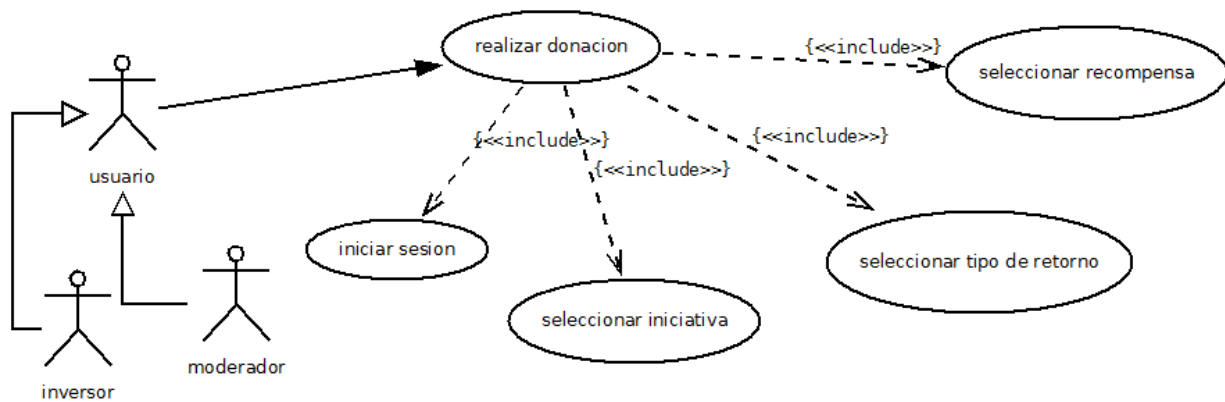 realizar donacion
{<<include>>}
seleccionar recompensa
{<<include>>}
{<<include>>}
{<<include>>}
usuario
iniciar sesion
seleccionar tipo de retorno
seleccionar iniciativa
moderador
inversor